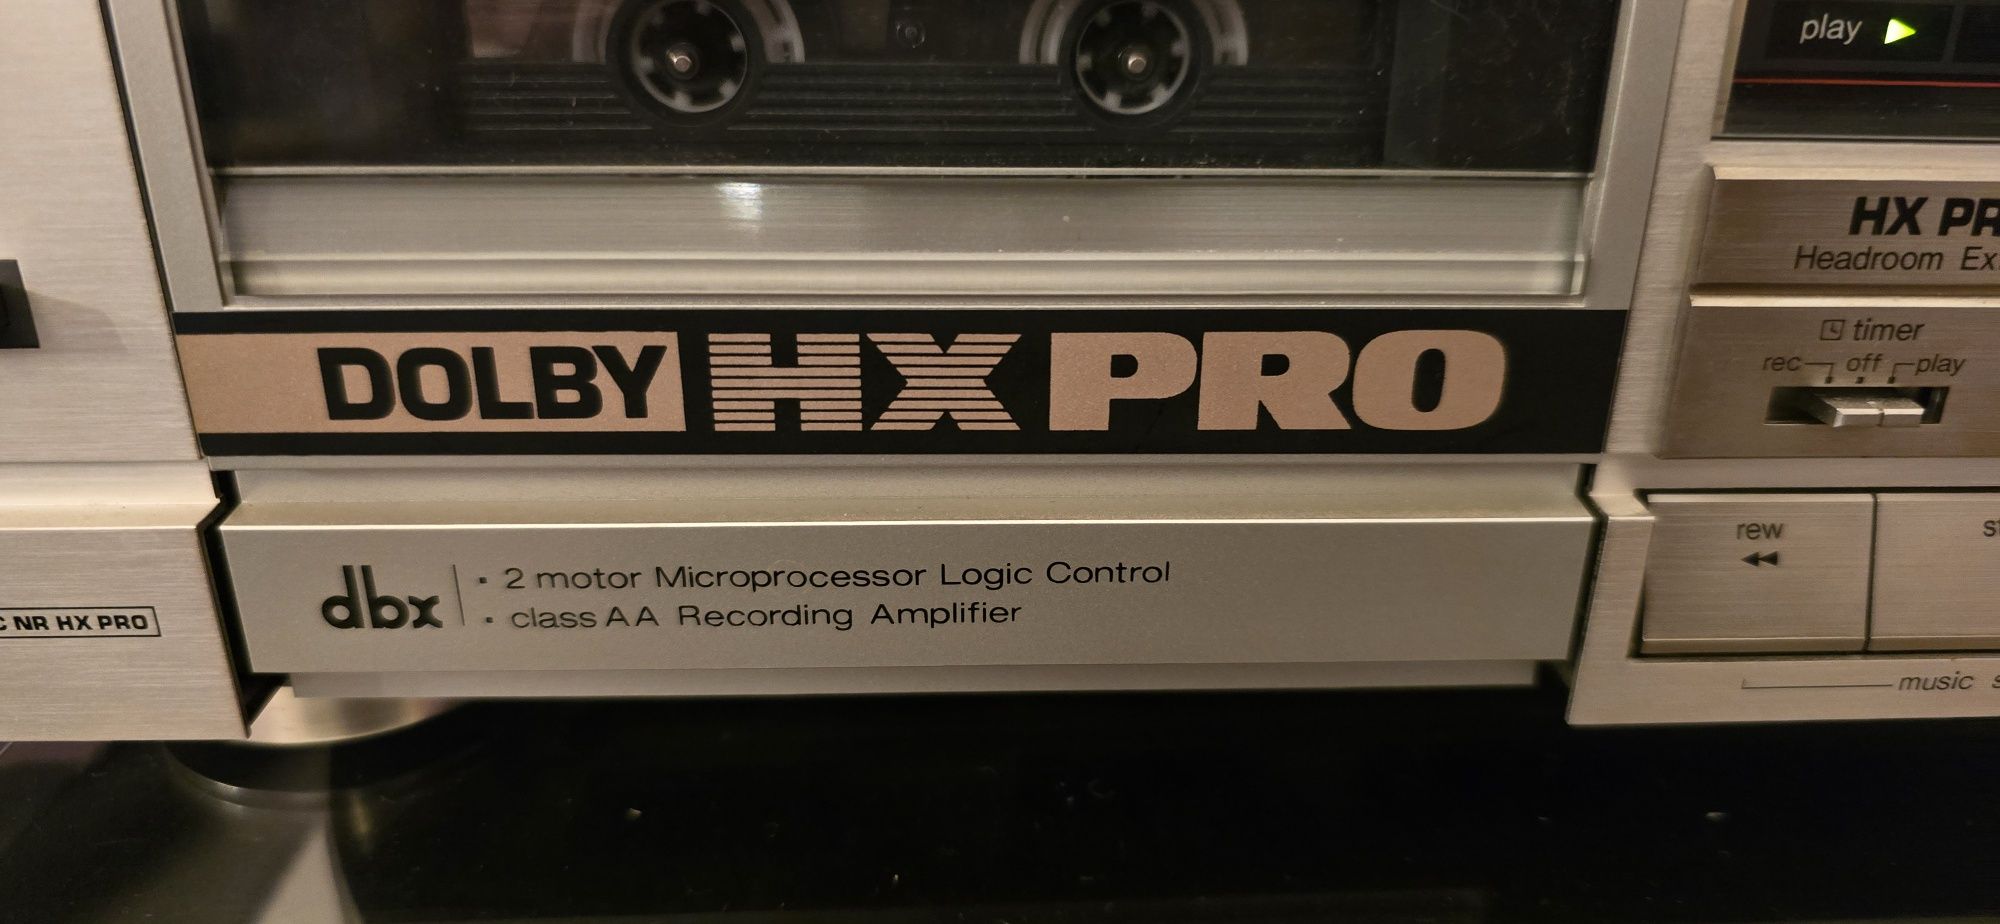 play
HX PR
Headroom Ex
DOLBY HX PRO
timer
rec off play
dbx
• 2 motor Microprocessor Logic Control
• class AA Recording Amplifier
rew
C NR HX PRO
music